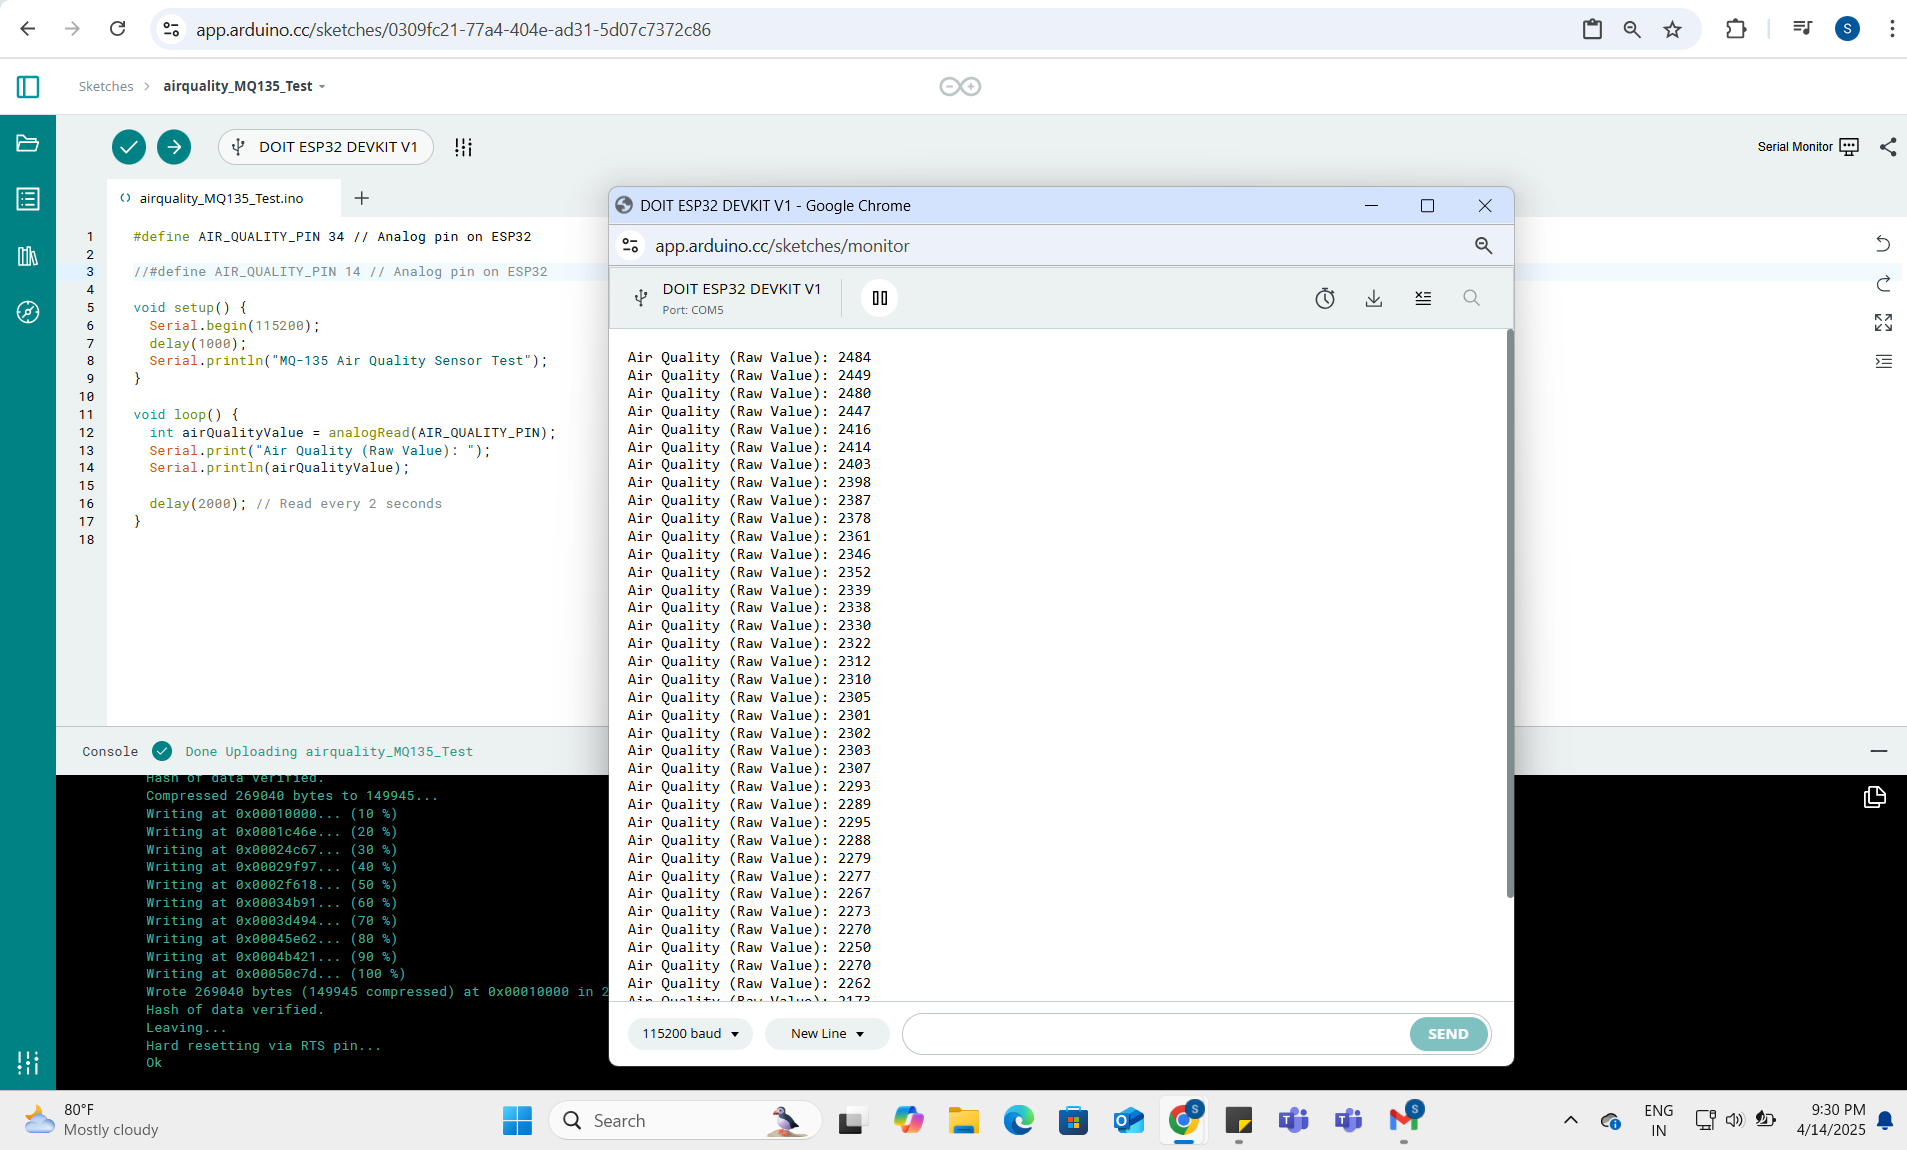 app.arduino.cc/sketches/0309fc21-77a4-404e-ad31-5d07c7372c86
S
Sketches > airquality_MQ135_Test
DOIT ESP32 DEVKIT V1
Serial Monitor
airquality_MQ135_Test.ino
1 #define AIR_QUALITY_PIN 34 // Analog pin on ESP32
2
3 //#define AIR_QUALITY_PIN 14 // Analog pin on ESP32
4
5 void setup() {
6 Serial.begin(115200);
7 delay(1000);
8 Serial.println("MQ-135 Air Quality Sensor Test");
9 }
10
11 void loop() {
12 int airQualityValue = analogRead(AIR_QUALITY_PIN);
13 Serial.print("Air Quality (Raw Value): ");
14 Serial.println(airQualityValue);
15
16 delay(2000); // Read every 2 seconds
17 }
18
Console Done Uploading airquality_MQ135_Test
Hash of data verified.
Compressed 269040 bytes to 149945...
Writing at 0x00010000... (10 %)
Writing at 0x0001c46e... (20 %)
Writing at 0x00024c67... (30 %)
Writing at 0x00029f97... (40 %)
Writing at 0x0002f618... (50 %)
Writing at 0x00034b91... (60 %)
Writing at 0x0003d494... (70 %)
Writing at 0x00045e62... (80 %)
Writing at 0x0004b421... (90 %)
Writing at 0x00050c7d... (100 %)
Wrote 269040 bytes (149945 compressed) at 0x00010000 in 2
Hash of data verified.
Leaving...
Hard resetting via RTS pin...
Ok
DOIT ESP32 DEVKIT V1 - Google Chrome
app.arduino.cc/sketches/monitor
DOIT ESP32 DEVKIT V1
Port: COM5
Air Quality (Raw Value): 2484
Air Quality (Raw Value): 2449
Air Quality (Raw Value): 2480
Air Quality (Raw Value): 2447
Air Quality (Raw Value): 2416
Air Quality (Raw Value): 2414
Air Quality (Raw Value): 2403
Air Quality (Raw Value): 2398
Air Quality (Raw Value): 2387
Air Quality (Raw Value): 2378
Air Quality (Raw Value): 2361
Air Quality (Raw Value): 2346
Air Quality (Raw Value): 2352
Air Quality (Raw Value): 2339
Air Quality (Raw Value): 2338
Air Quality (Raw Value): 2330
Air Quality (Raw Value): 2322
Air Quality (Raw Value): 2312
Air Quality (Raw Value): 2310
Air Quality (Raw Value): 2305
Air Quality (Raw Value): 2301
Air Quality (Raw Value): 2302
Air Quality (Raw Value): 2303
Air Quality (Raw Value): 2307
Air Quality (Raw Value): 2293
Air Quality (Raw Value): 2289
Air Quality (Raw Value): 2295
Air Quality (Raw Value): 2288
Air Quality (Raw Value): 2279
Air Quality (Raw Value): 2277
Air Quality (Raw Value): 2267
Air Quality (Raw Value): 2273
Air Quality (Raw Value): 2270
Air Quality (Raw Value): 2250
Air Quality (Raw Value): 2270
Air Quality (Raw Value): 2262
Air Quality (Raw Value): 2173
115200 baud
New Line
SEND
80°F
Mostly cloudy
Search
S
S
ENG
IN
9:30 PM
4/14/2025